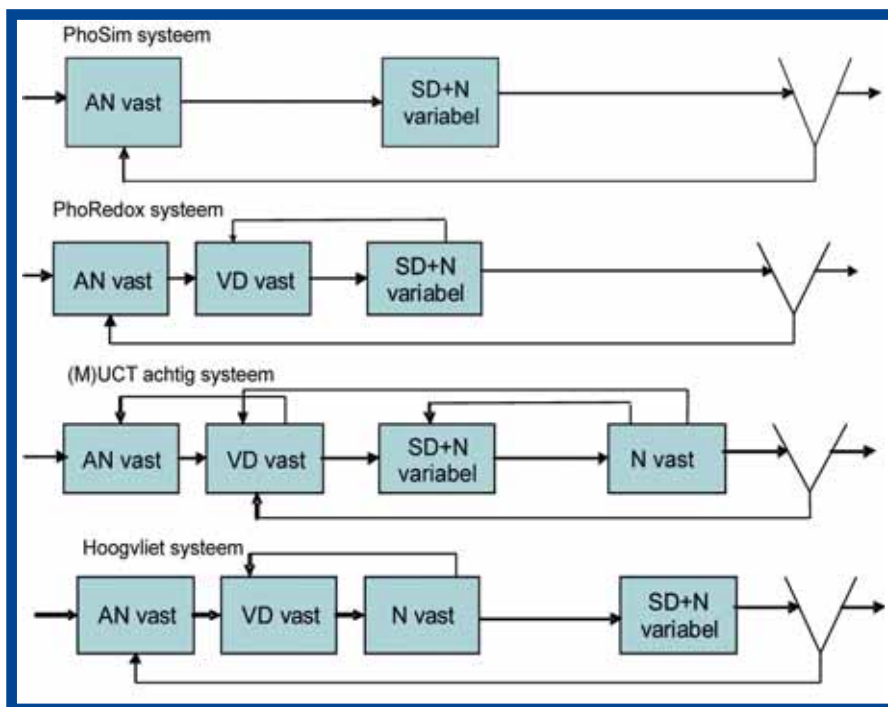 PhoSim systeem
AN vast
SD+N
variabel
PhoRedox systeem
AN vast
VD vast
SD+N
variabel
(M)UCT achtig systeem
AN vast
VD vast
SD+N
variabel
N vast
Hoogvliet systeem
AN vast
VD vast
N vast
SD+N
variabel